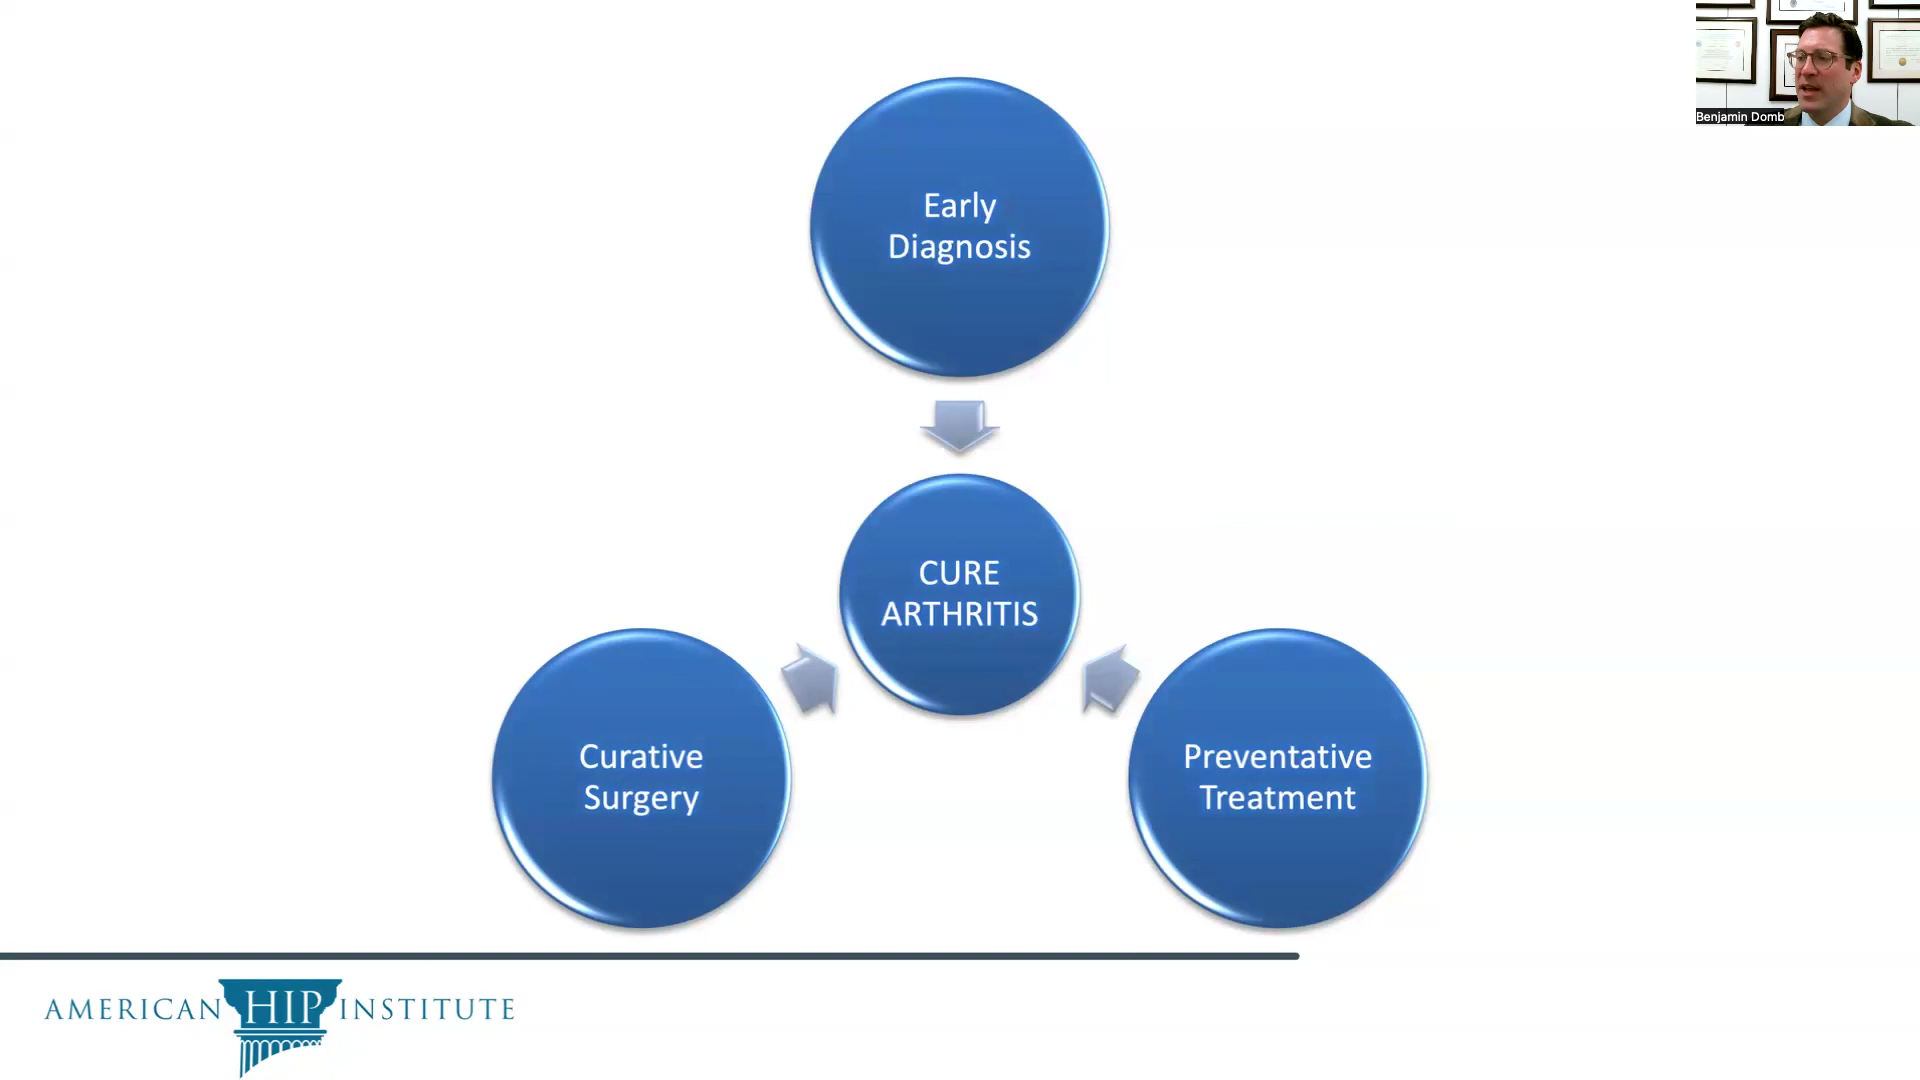 Benjamin Domb
Early
Diagnosis
CURE
ARTHRITIS
Curative
Surgery
Preventative
Treatment
AMERICAN HIP INSTITUTE